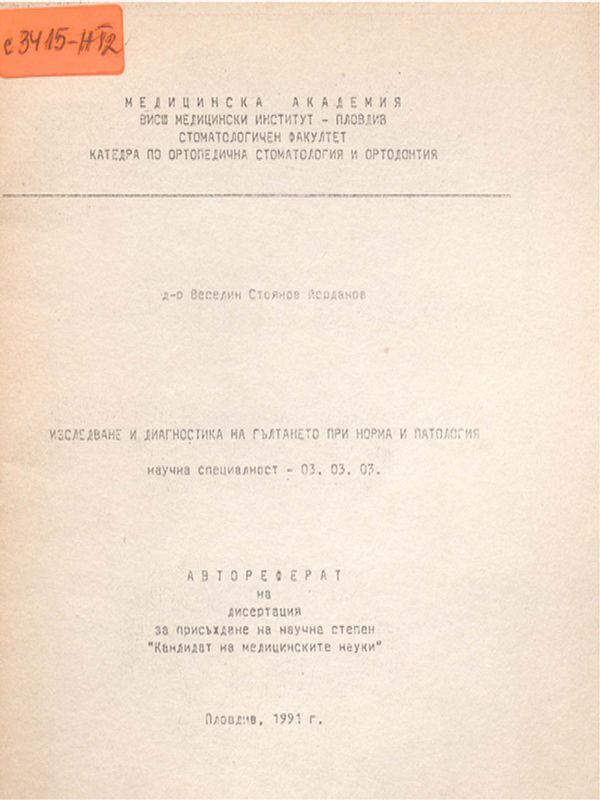 с 3415-НП2
МЕДИЦИНСКА АКАДЕМИЯ
ВИСШ МЕДИЦИНСКИ ИНСТИТУТ - ПЛОВДИВ
СТОМАТОЛОГИЧЕН ФАКУЛТЕТ
КАТЕДРА ПО ОРТОПЕДИЧНА СТОМАТОЛОГИЯ И ОРТОДОНТИЯ
д-р Веселин Стоянов Йорданов
ИЗСЛЕДВАНЕ И ДИАГНОСТИКА НА ГЪЛТАНЕТО ПРИ НОРМА И ПАТОЛОГИЯ
научна специалност - 03. 03. 03.
АВТОРЕФЕРАТ
на
дисертация
за присъждане на научна степен
"Кандидат на медицинските науки"
Пловдив, 1991 г.